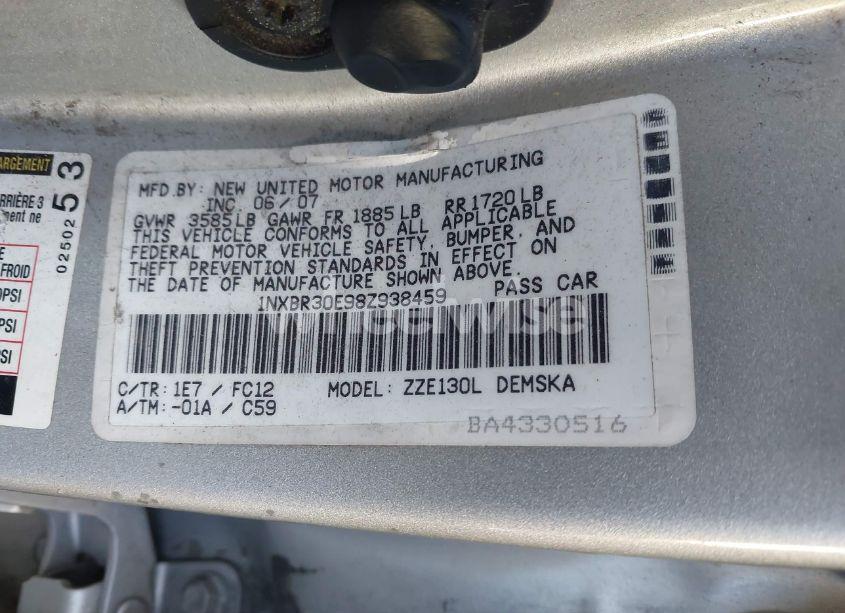 ARGEMENT
RRIÈRE 3
ment ne
02502 53
E
FROID
0PSI
PSI
PSI
MFD BY: NEW UNITED MOTOR MANUFACTURING
INC 06/07
GVWR 3585LB GAWR FR 1885LB RR1720LB
THIS VEHICLE CONFORMS TO ALL APPLICABLE
FEDERAL MOTOR VEHICLE SAFETY, BUMPER, AND
THEFT PREVENTION STANDARDS IN EFFECT ON
THE DATE OF MANUFACTURE SHOWN ABOVE.
1NXBR30E98Z938459 PASS CAR
C/TR: 1E7 / FC12 MODEL: ZZE130L DEMSKA
A/TM: -01A / C59
BA4330516